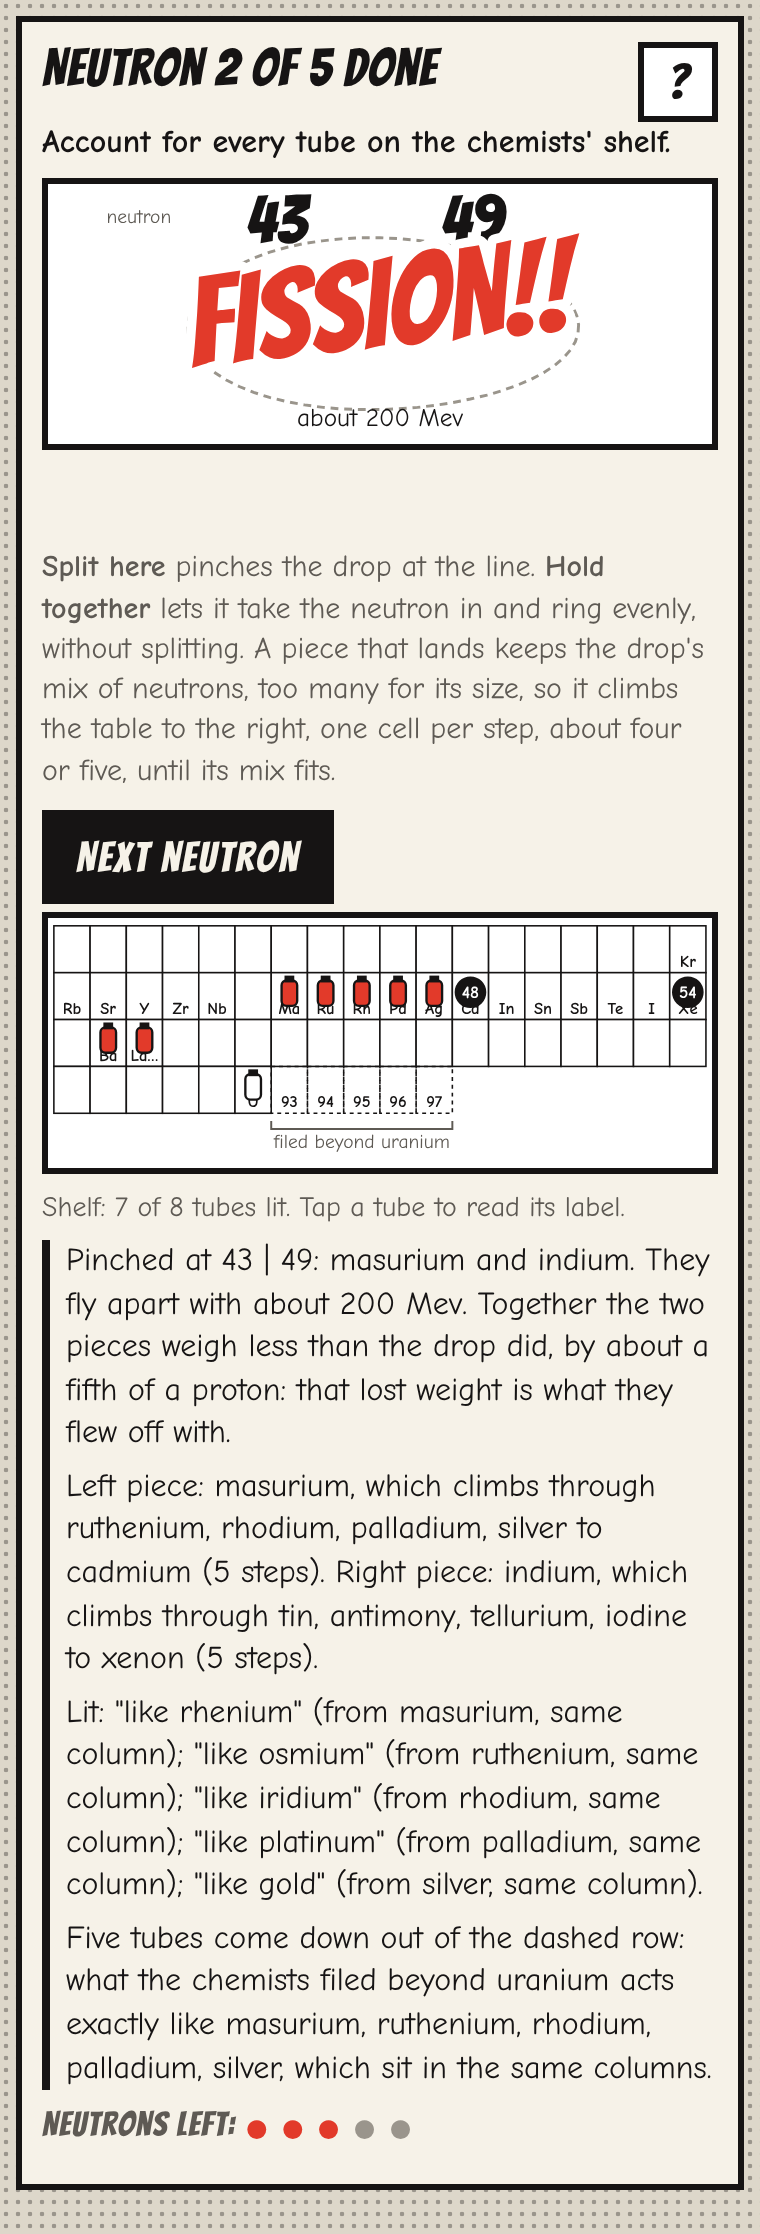 NEUTRON 2 OF 5 DONE
?
Account for every tube on the chemists' shelf.
neutron
43
49
FISSION!!
about 200 Mev
Split here pinches the drop at the line. Hold
together lets it take the neutron in and ring evenly,
without splitting. A piece that lands keeps the drop's
mix of neutrons, too many for its size, so it climbs
the table to the right, one cell per step, about four
or five, until its mix fits.
NEXT NEUTRON
Kr
48
54
Rb Sr Y Zr Nb Ma Ru Rh Pd Ag Cd In Sn Sb Te I Xe
Ba La...
93 94 95 96 97
filed beyond uranium
Shelf: 7 of 8 tubes lit. Tap a tube to read its label.
Pinched at 43 | 49: masurium and indium. They
fly apart with about 200 Mev. Together the two
pieces weigh less than the drop did, by about a
fifth of a proton: that lost weight is what they
flew off with.
Left piece: masurium, which climbs through
ruthenium, rhodium, palladium, silver to
cadmium (5 steps). Right piece: indium, which
climbs through tin, antimony, tellurium, iodine
to xenon (5 steps).
Lit: "like rhenium" (from masurium, same
column); "like osmium" (from ruthenium, same
column); "like iridium" (from rhodium, same
column); "like platinum" (from palladium, same
column); "like gold" (from silver, same column).
Five tubes come down out of the dashed row:
what the chemists filed beyond uranium acts
exactly like masurium, ruthenium, rhodium,
palladium, silver, which sit in the same columns.
NEUTRONS LEFT: